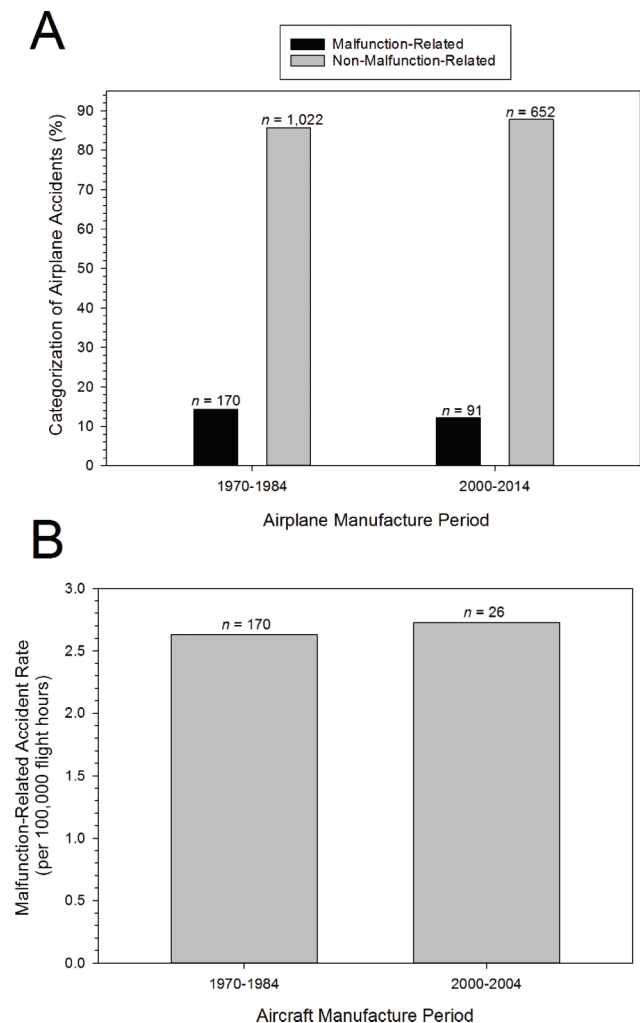 A
Malfunction-Related
Non-Malfunction-Related
Categorization of Airplane Accidents (%)
90
80
70
60
50
40
30
20
10
0
n = 1,022
n = 652
n = 170
n = 91
1970-1984
2000-2014
Airplane Manufacture Period
B
Malfunction-Related Accident Rate
(per 100,000 flight hours)
3.0
2.5
2.0
1.5
1.0
0.5
0.0
n = 170
n = 26
1970-1984
2000-2004
Aircraft Manufacture Period